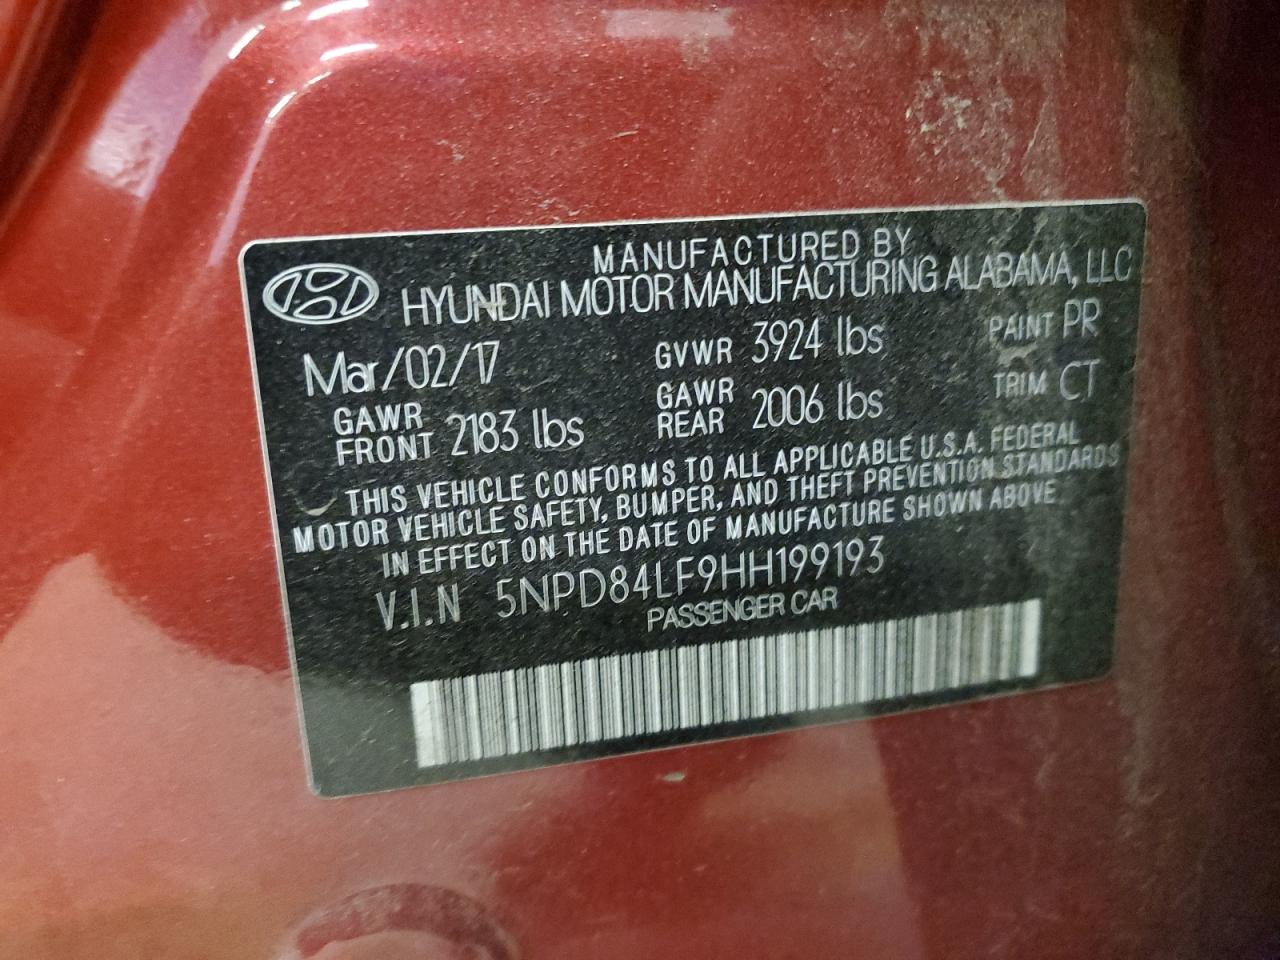 MANUFACTURED BY
HYUNDAI MOTOR MANUFACTURING ALABAMA, LLC
Mar/02/17 GVWR 3924 lbs PAINT PR
GAWR FRONT 2183 lbs GAWR REAR 2006 lbs TRIM CT
THIS VEHICLE CONFORMS TO ALL APPLICABLE U.S.A. FEDERAL
MOTOR VEHICLE SAFETY, BUMPER, AND THEFT PREVENTION STANDARDS
IN EFFECT ON THE DATE OF MANUFACTURE SHOWN ABOVE.
V.I.N 5NPD84LF9HH199193
PASSENGER CAR